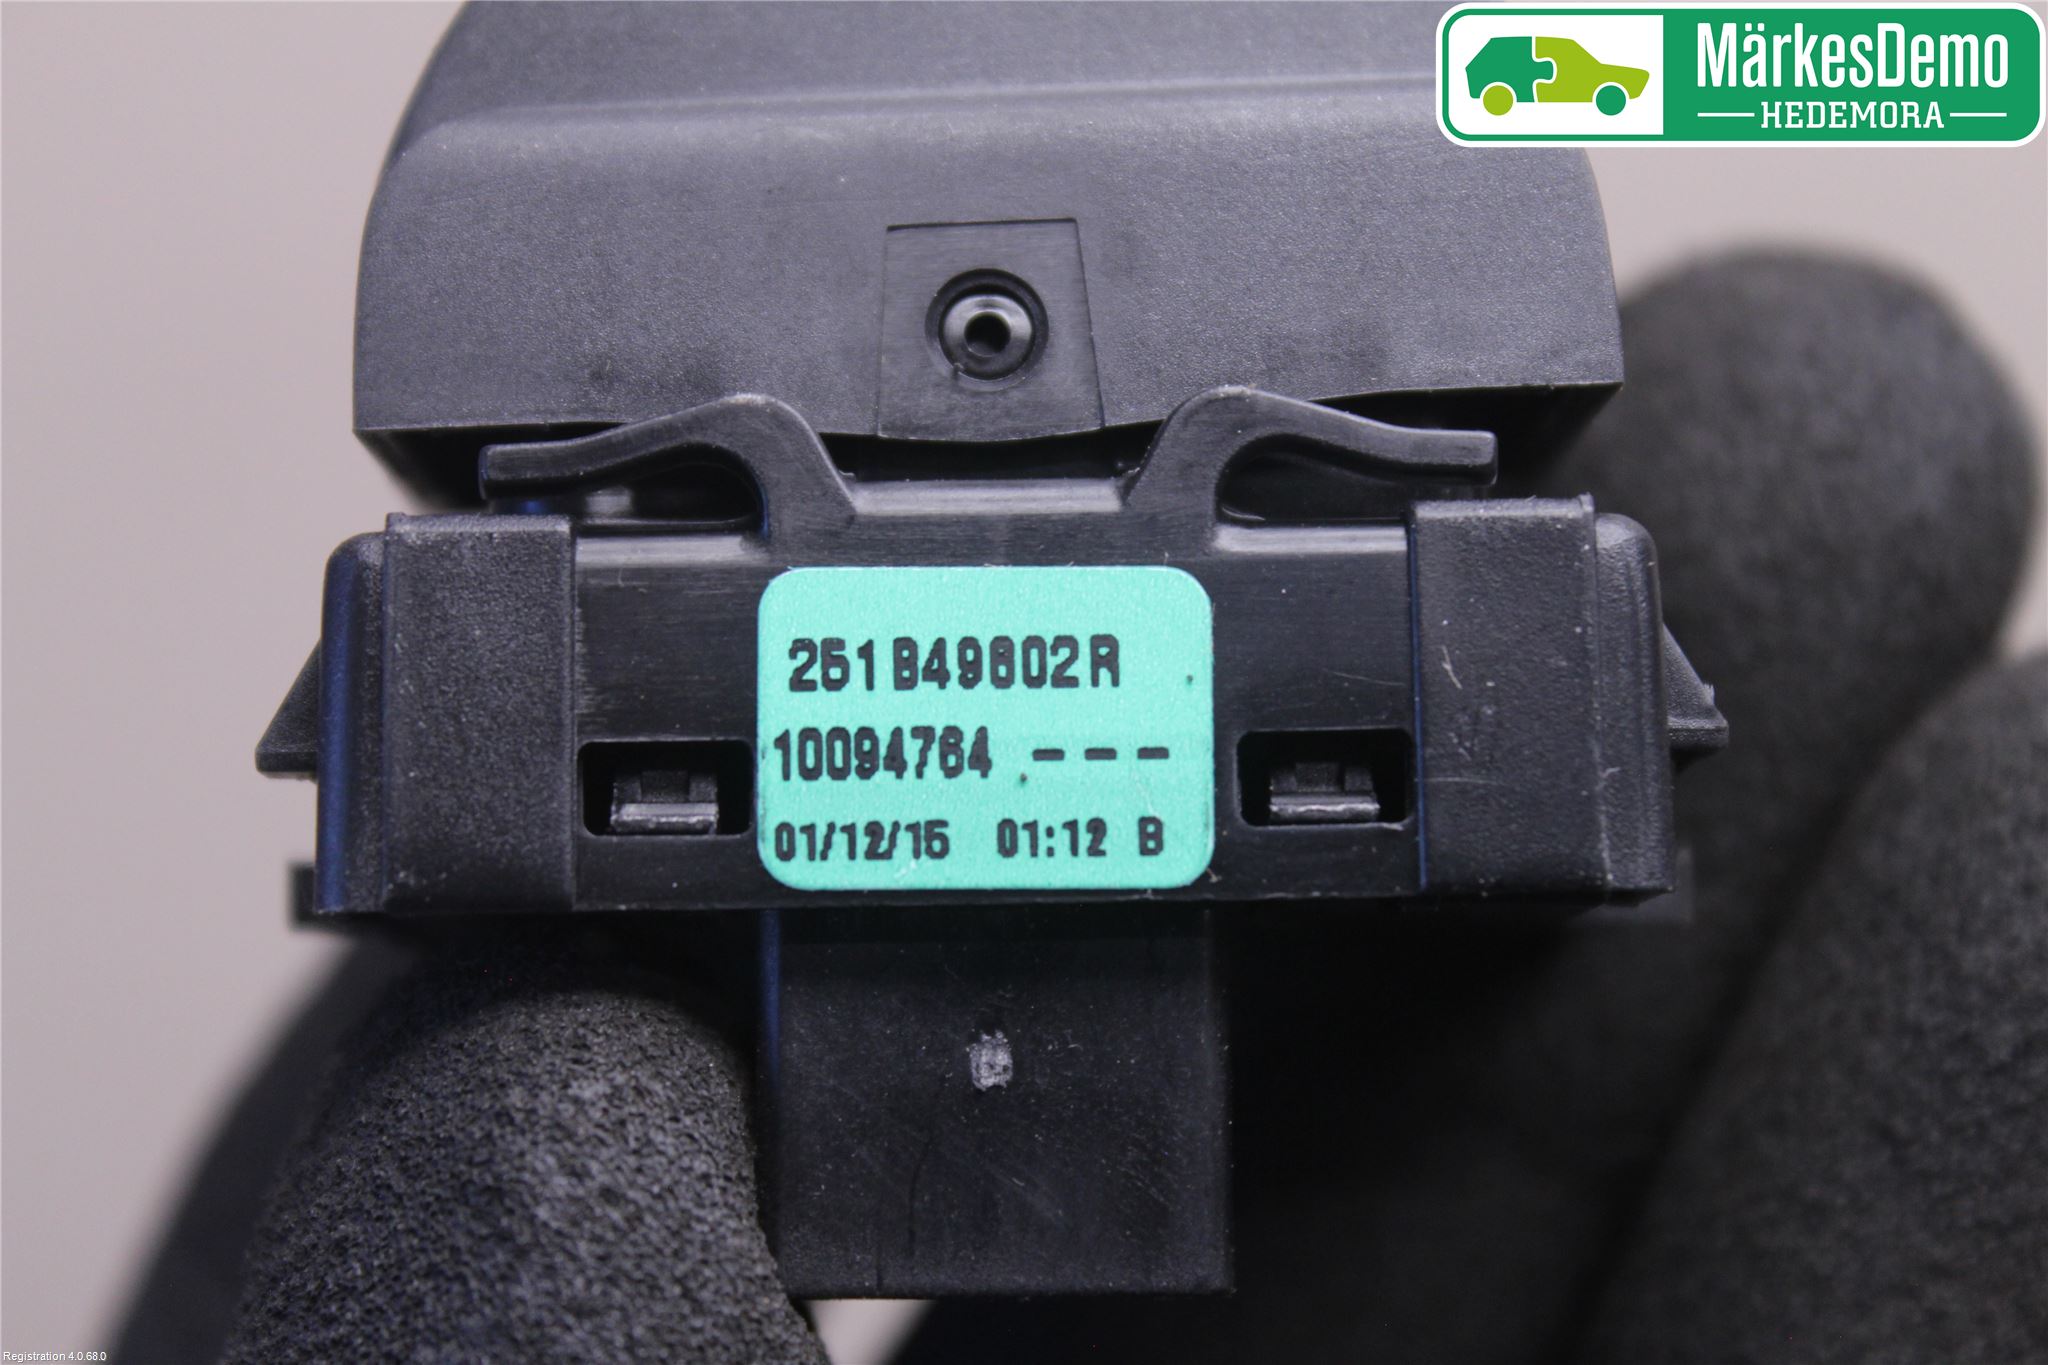 MärkesDemo
HEDEMORA
251B49802R
10094764 ---
01/12/15 01:12 B
Registration 4.0.68.0